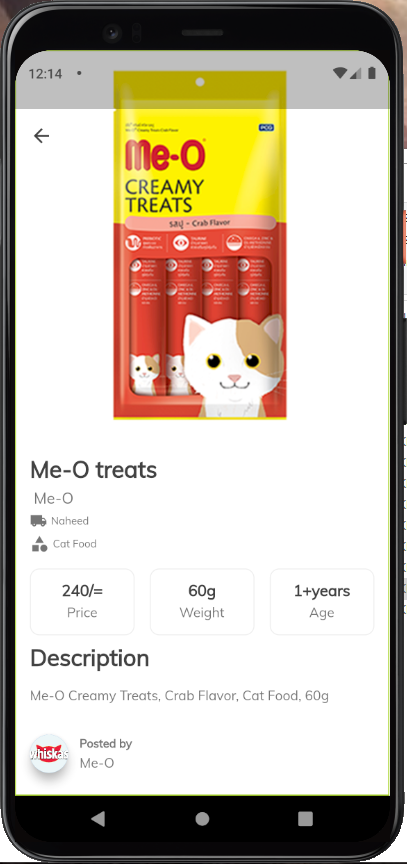 12:14
PCG
Me-O
CREAMY
TREATS
รสปู - Crab Flavor
Me-O treats
Me-O
Naheed
Cat Food
240/=
60g
1+years
Price
Weight
Age
Description
Me-O Creamy Treats, Crab Flavor, Cat Food, 60g
whiskas
Posted by
Me-O